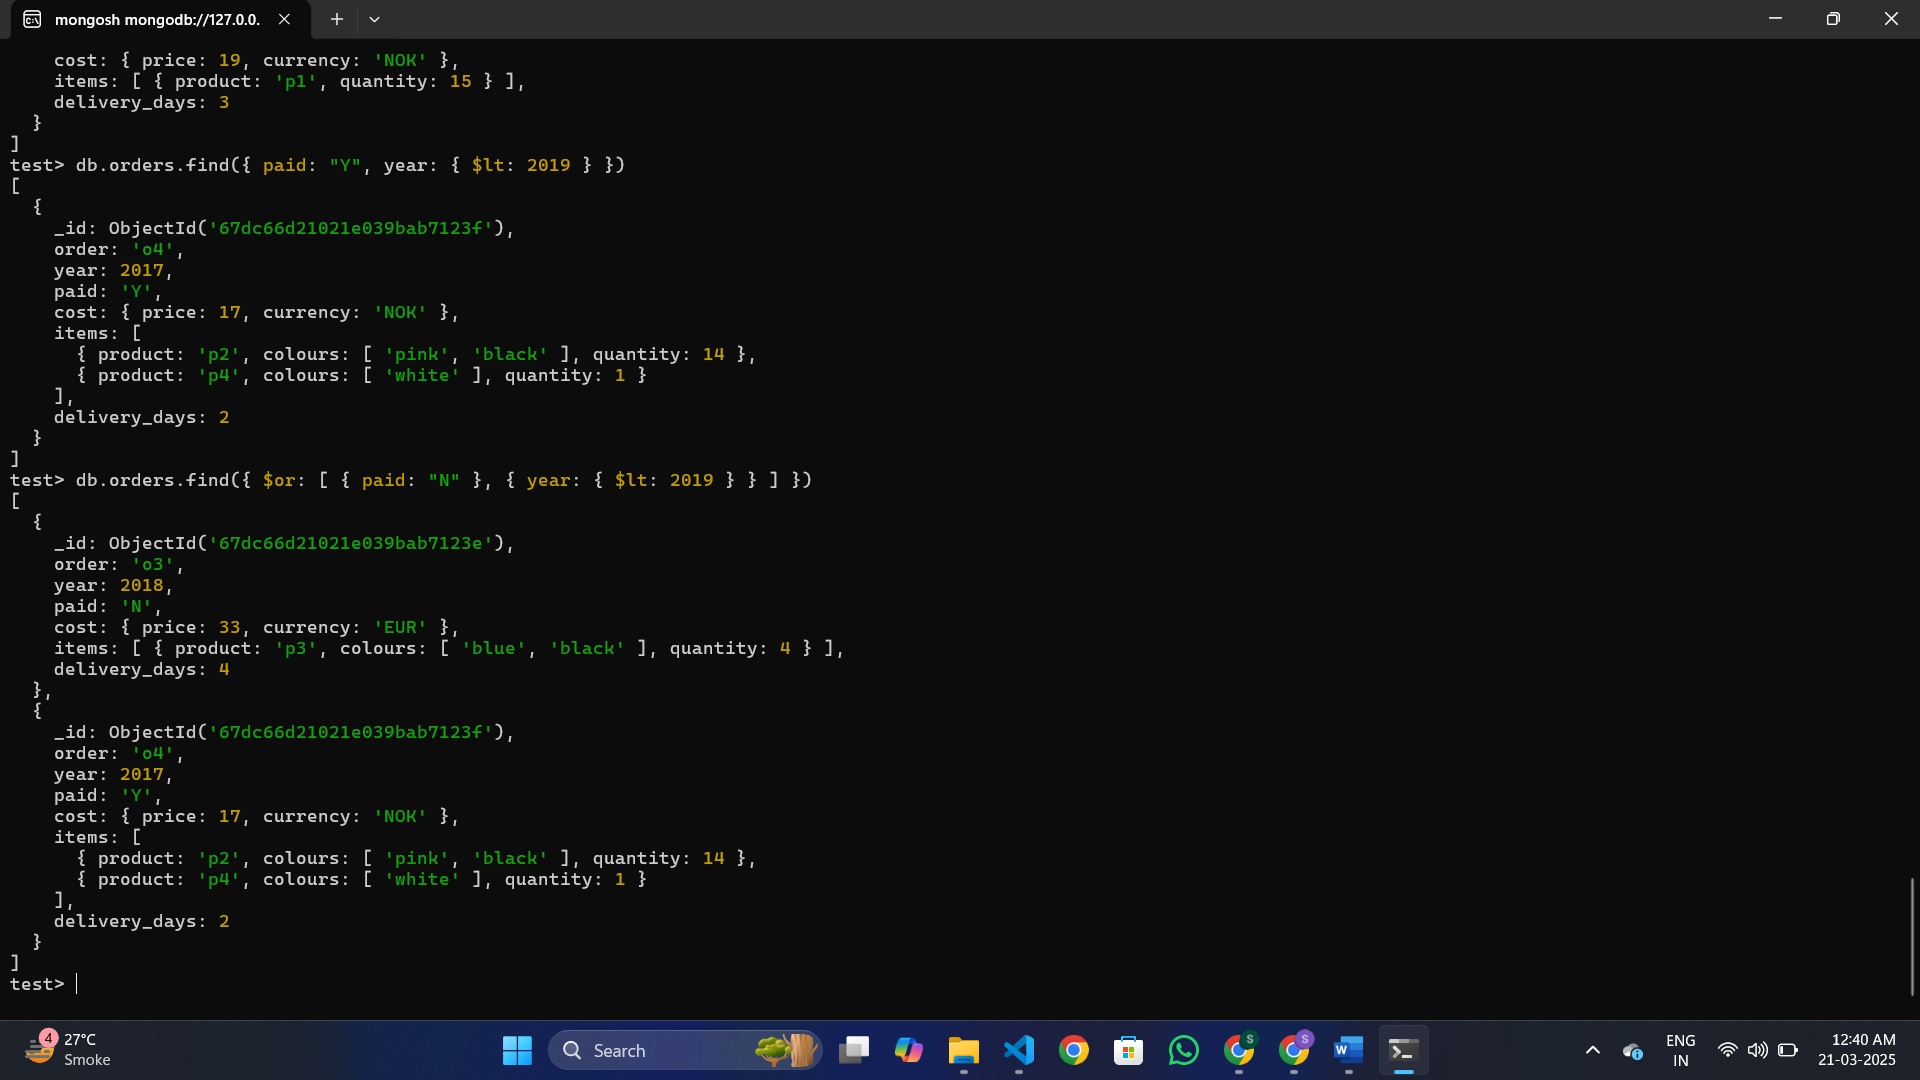 mongosh mongodb://127.0.0.
    cost: { price: 19, currency: 'NOK' },
    items: [ { product: 'p1', quantity: 15 } ],
    delivery_days: 3
  }
]
test> db.orders.find({ paid: "Y", year: { $lt: 2019 } })
[
  {
    _id: ObjectId('67dc66d21021e039bab7123f'),
    order: 'o4',
    year: 2017,
    paid: 'Y',
    cost: { price: 17, currency: 'NOK' },
    items: [
      { product: 'p2', colours: [ 'pink', 'black' ], quantity: 14 },
      { product: 'p4', colours: [ 'white' ], quantity: 1 }
    ],
    delivery_days: 2
  }
]
test> db.orders.find({ $or: [ { paid: "N" }, { year: { $lt: 2019 } } ] })
[
  {
    _id: ObjectId('67dc66d21021e039bab7123e'),
    order: 'o3',
    year: 2018,
    paid: 'N',
    cost: { price: 33, currency: 'EUR' },
    items: [ { product: 'p3', colours: [ 'blue', 'black' ], quantity: 4 } ],
    delivery_days: 4
  },
  {
    _id: ObjectId('67dc66d21021e039bab7123f'),
    order: 'o4',
    year: 2017,
    paid: 'Y',
    cost: { price: 17, currency: 'NOK' },
    items: [
      { product: 'p2', colours: [ 'pink', 'black' ], quantity: 14 },
      { product: 'p4', colours: [ 'white' ], quantity: 1 }
    ],
    delivery_days: 2
  }
]
test>
4
27°C
Smoke
Search
S
S
W
ENG
IN
12:40 AM
21-03-2025